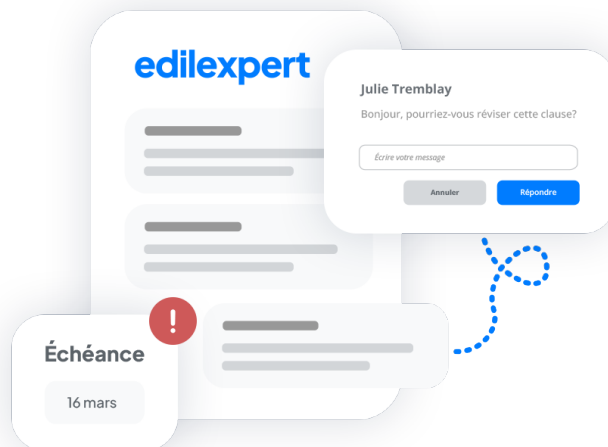 edilexpert
Julie Tremblay
Bonjour, pourriez-vous réviser cette clause?
Écrire votre message
Annuler
Répondre
!
Échéance
16 mars